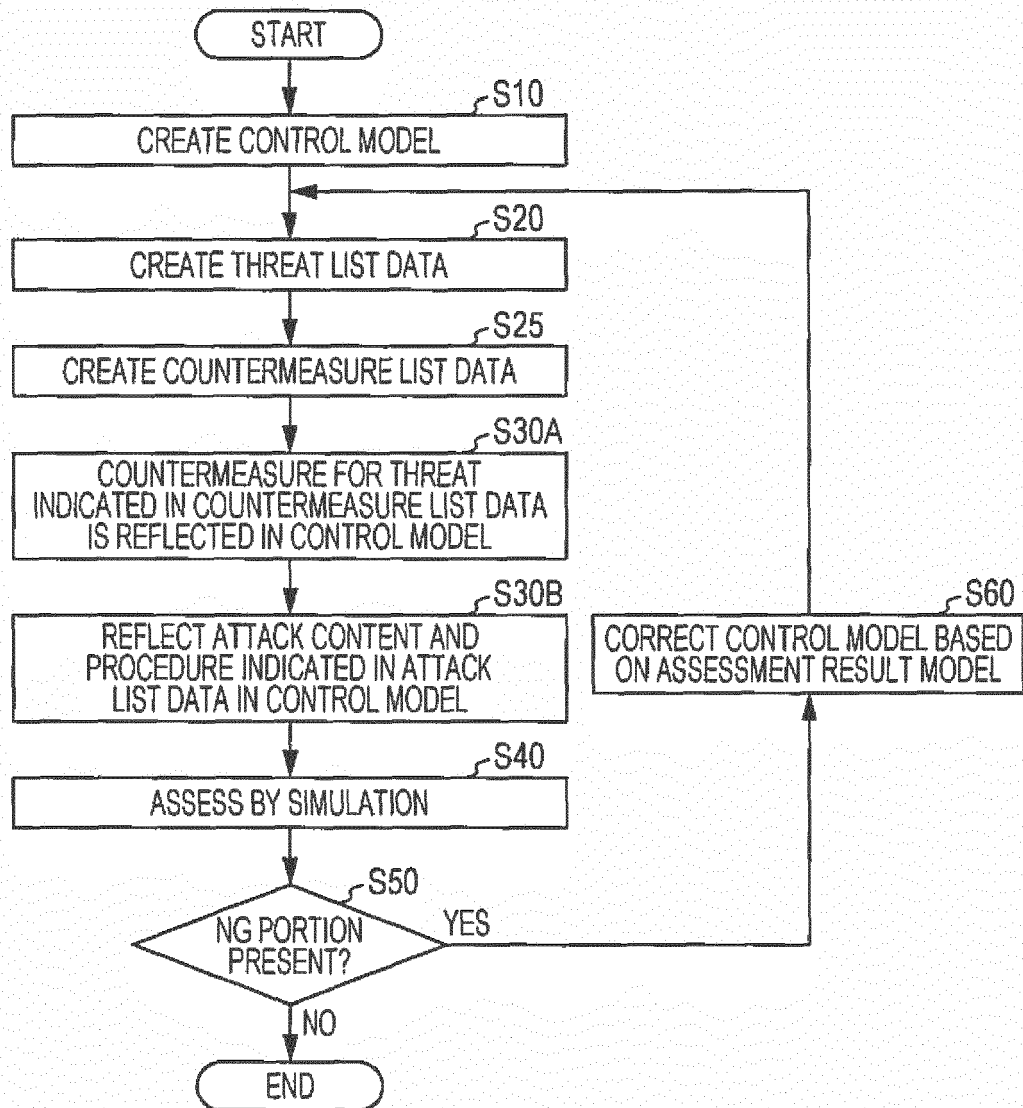 START
S10
CREATE CONTROL MODEL
S20
CREATE THREAT LIST DATA
S25
CREATE COUNTERMEASURE LIST DATA
S30A
COUNTERMEASURE FOR THREAT
INDICATED IN COUNTERMEASURE LIST DATA
IS REFLECTED IN CONTROL MODEL
S30B
REFLECT ATTACK CONTENT AND
PROCEDURE INDICATED IN ATTACK
LIST DATA IN CONTROL MODEL
S60
CORRECT CONTROL MODEL BASED
ON ASSESSMENT RESULT MODEL
S40
ASSESS BY SIMULATION
S50
NG PORTION
PRESENT?
YES
NO
END